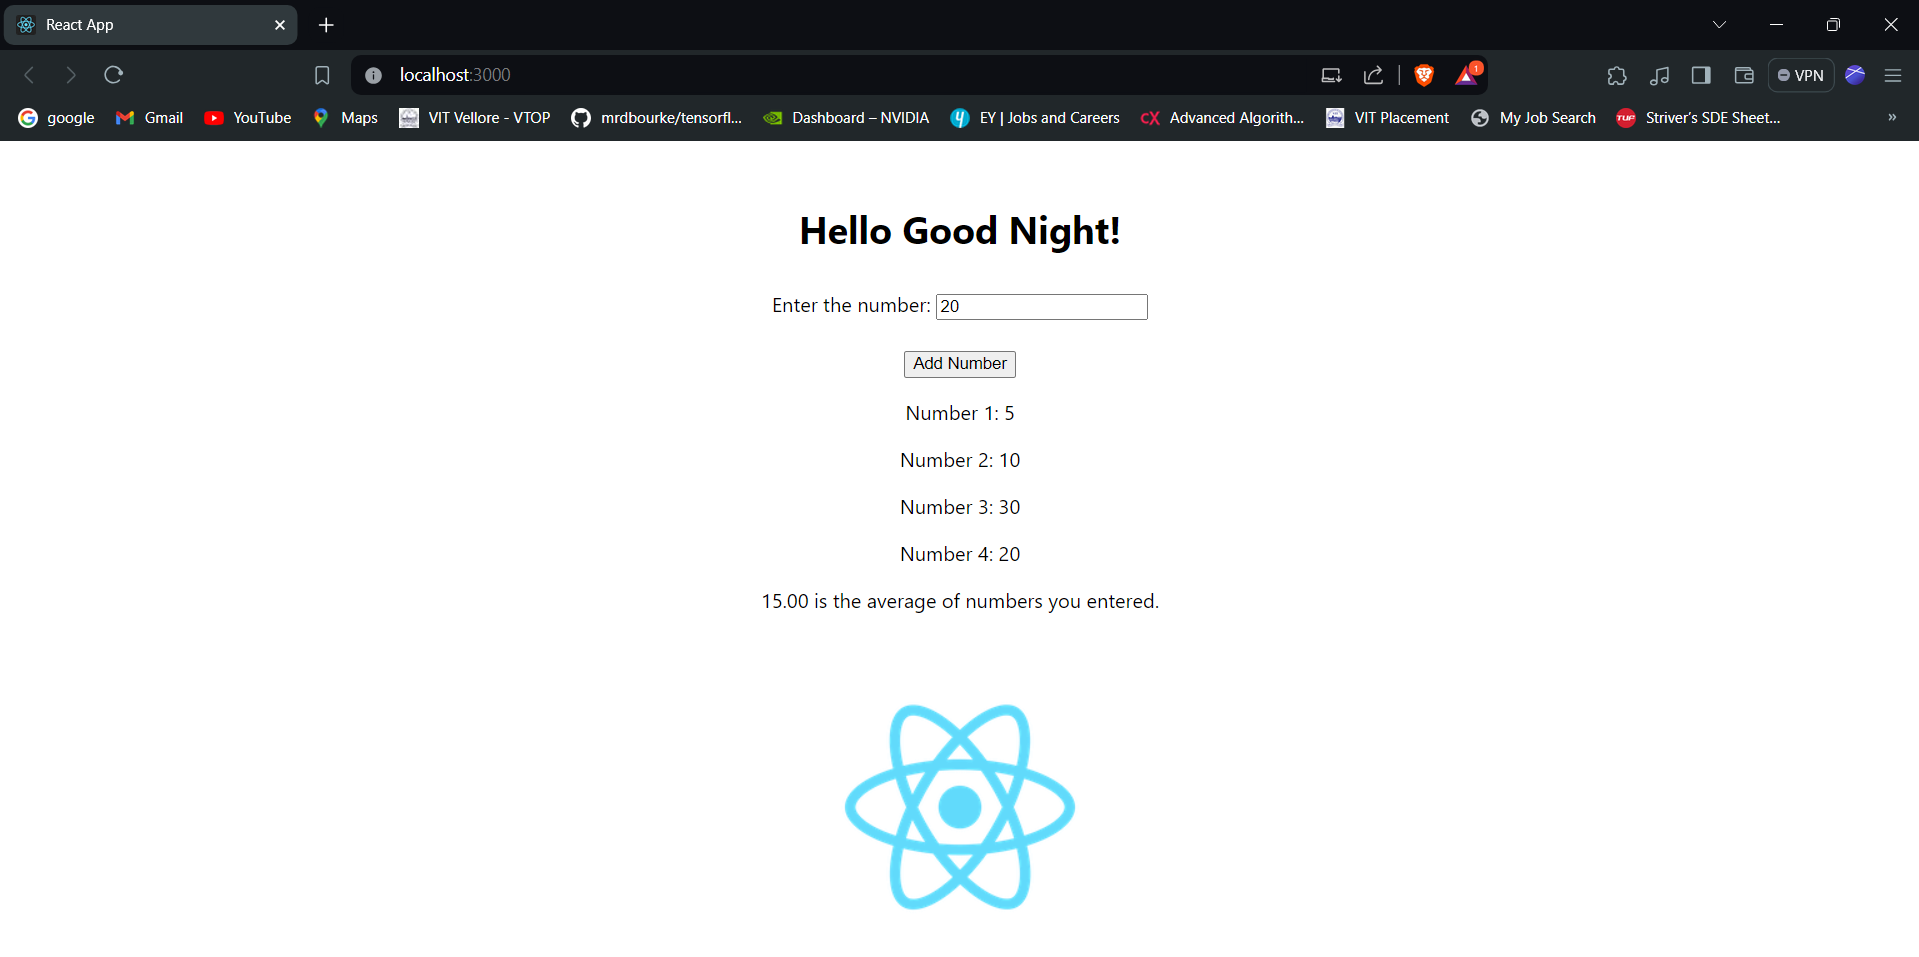 React App
localhost:3000
1
VPN
google Gmail YouTube Maps VIT Vellore - VTOP mrdbourke/tensorfl... Dashboard – NVIDIA EY | Jobs and Careers CX Advanced Algorith... VIT Placement My Job Search TUF Striver's SDE Sheet... »
Hello Good Night!
Enter the number: 20
Add Number
Number 1: 5
Number 2: 10
Number 3: 30
Number 4: 20
15.00 is the average of numbers you entered.